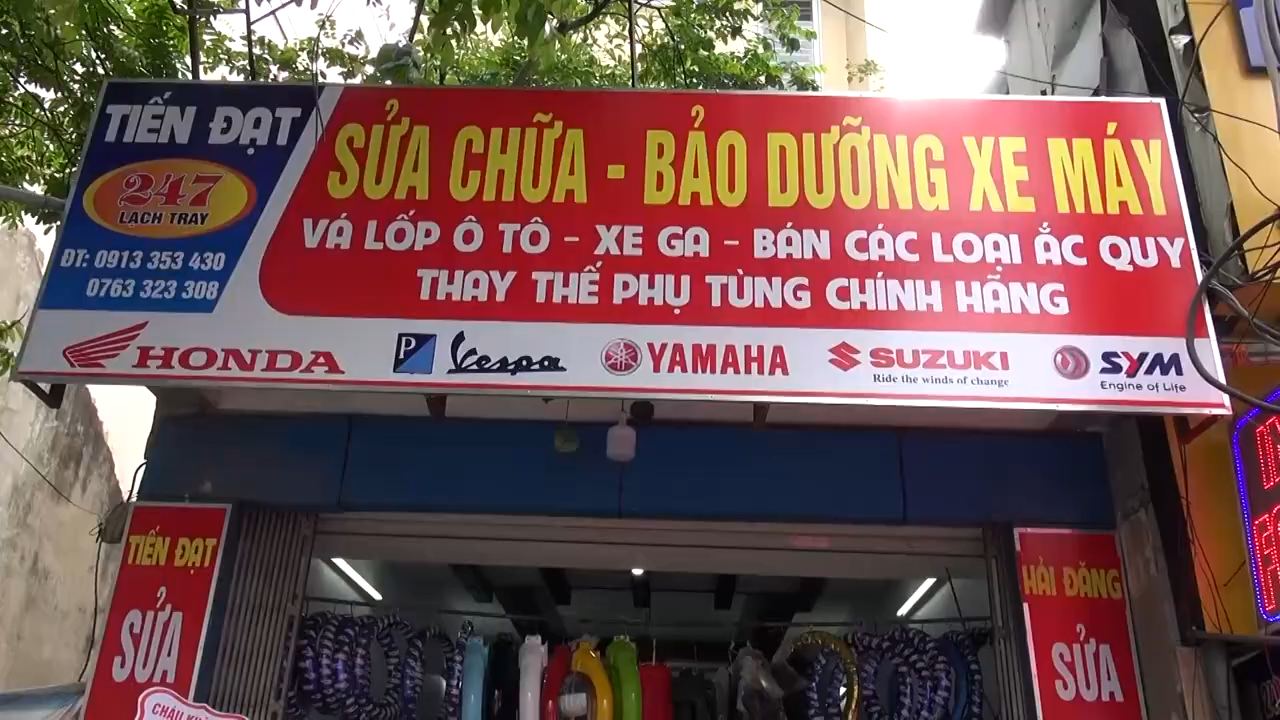 TIẾN ĐẠT
247
LẠCH TRAY
ĐT: 0913 353 430
0763 323 308
SỬA CHỮA - BẢO DƯỠNG XE MÁY
VÁ LỐP Ô TÔ - XE GA - BÁN CÁC LOẠI ẮC QUY
THAY THẾ PHỤ TÙNG CHÍNH HÃNG
HONDA
P Vespa
YAMAHA
SUZUKI
Ride the winds of change
SYM
Engine of Life
TIẾN ĐẠT
SỬA
HẢI ĐĂNG
SỬA